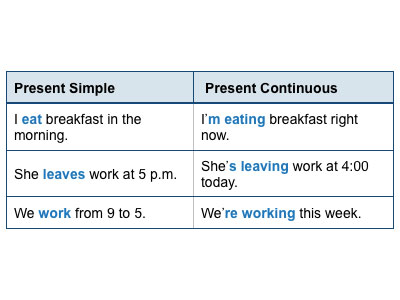 Present Simple
Present Continuous
I eat breakfast in the
morning.
I'm eating breakfast right
now.
She leaves work at 5 p.m.
She's leaving work at 4:00
today.
We work from 9 to 5.
We're working this week.